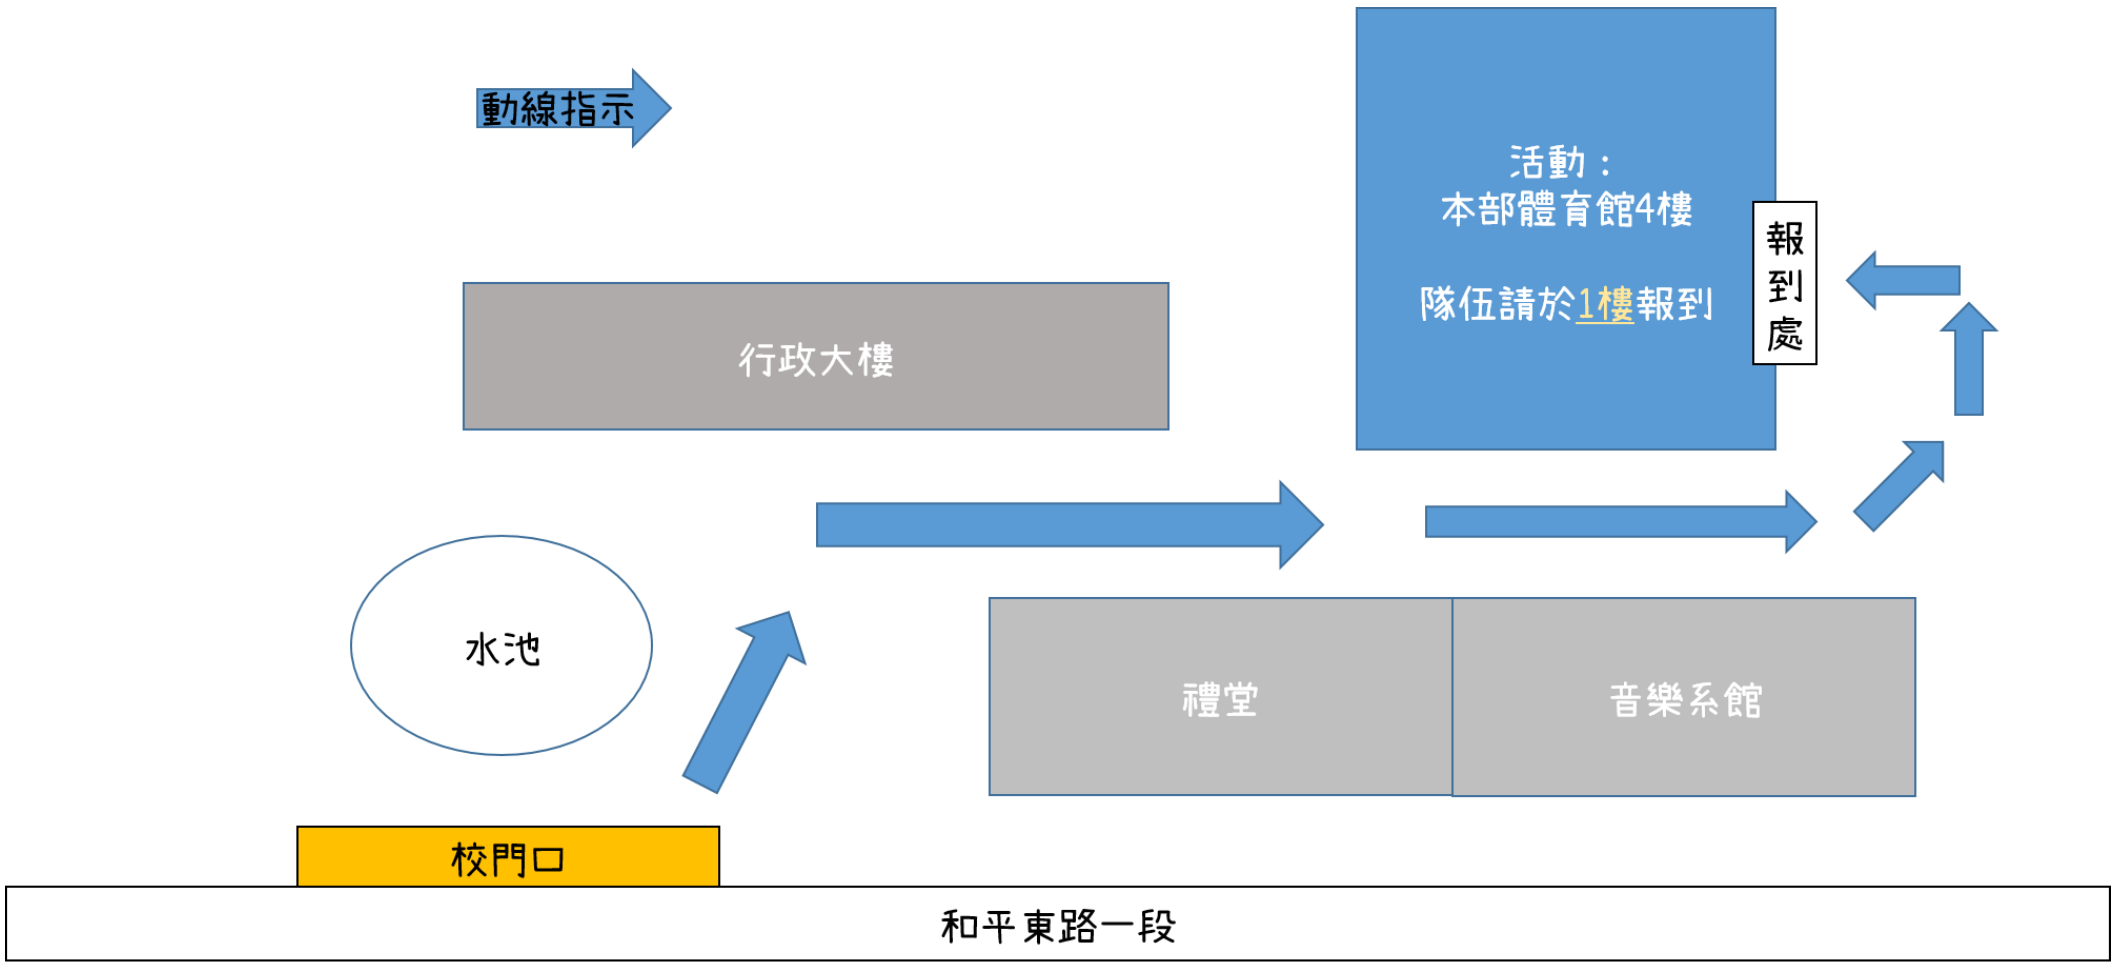 動線指示
活動：
本部體育館4樓
隊伍請於1樓報到
報到處
行政大樓
水池
禮堂
音樂系館
校門口
和平東路一段